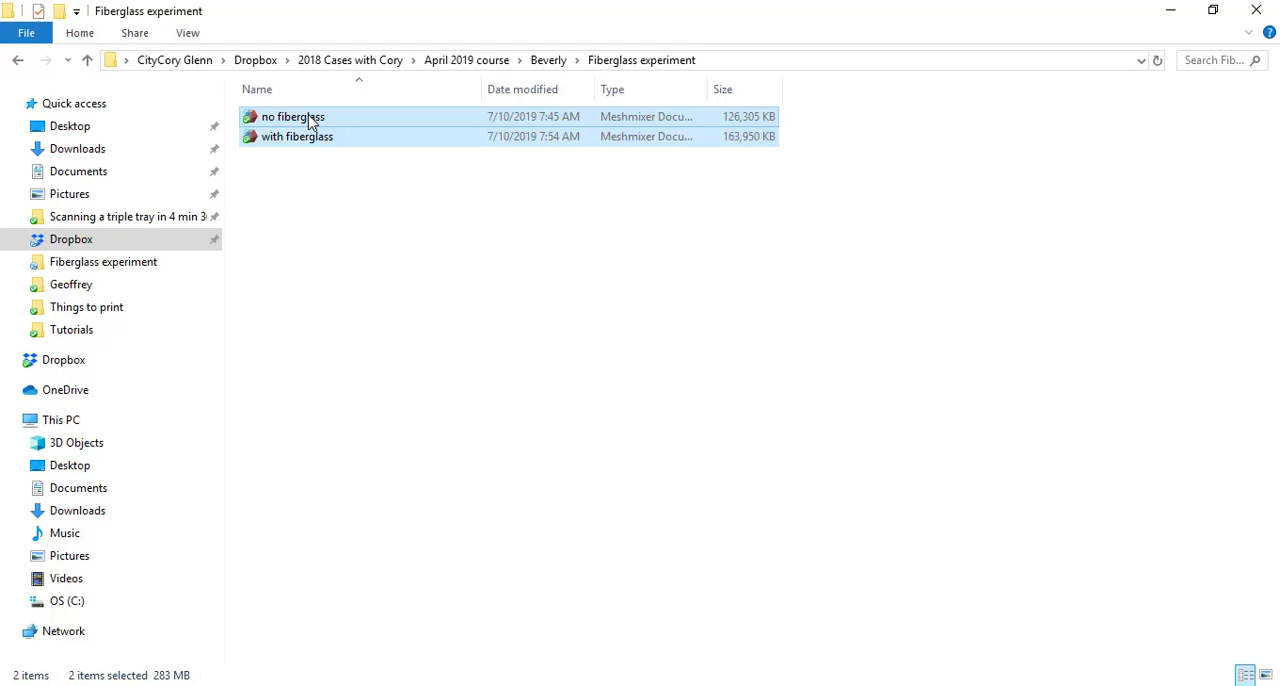 Fiberglass experiment
File Home Share View
CityCory Glenn Dropbox 2018 Cases with Cory April 2019 course Beverly Fiberglass experiment Search Fib...
Name Date modified Type Size
no fiberglass 7/10/2019 7:45 AM Meshmixer Docu... 126,305 KB
with fiberglass 7/10/2019 7:54 AM Meshmixer Docu... 163,950 KB
Quick access
Desktop
Downloads
Documents
Pictures
Scanning a triple tray in 4 min 3
Dropbox
Fiberglass experiment
Geoffrey
Things to print
Tutorials
Dropbox
OneDrive
This PC
3D Objects
Desktop
Documents
Downloads
Music
Pictures
Videos
OS (C:)
Network
2 items 2 items selected 283 MB